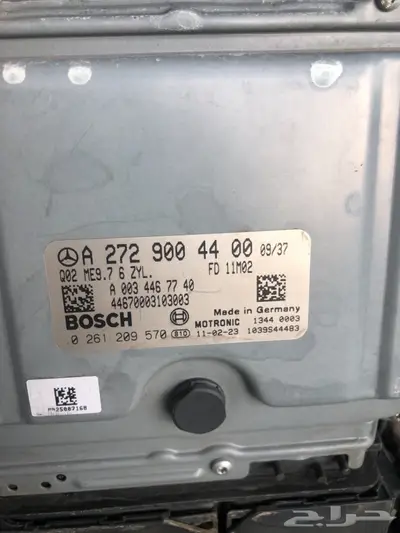 A 272 900 44 00 09/37
Q02 ME9.7 6 ZYL. FD 11M02
A 003 446 77 40
44670003103003
Made in Germany
BOSCH MOTRONIC 1344 0003
0 261 209 570 810 11-02-23 1039S44483
حراج